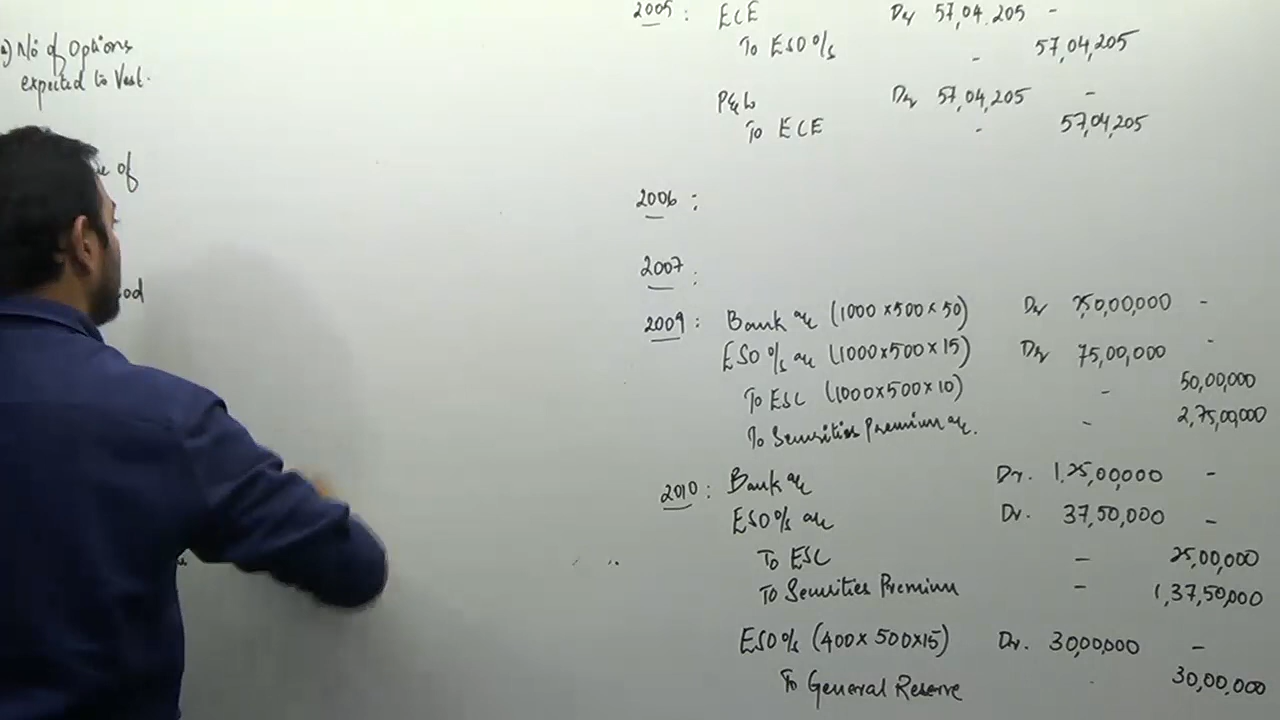 a) No of Options
expected to Vest.
of
2005 : ECE Dr 57,04,205 -
To ESO o/s - 57,04,205
P&L Dr 57,04,205 -
To ECE - 57,04,205
2006 :
2007 :
2009 : Bank a/c (1000 x 500 x 50) Dr 2,50,00,000 -
ESO o/s a/c (1000 x 500 x 15) Dr 75,00,000 -
To ESC (1000 x 500 x 10) - 50,00,000
To Securities Premium a/c. - 2,75,00,000
2010 : Bank a/c Dr. 1,25,00,000 -
ESO o/s a/c Dr. 37,50,000 -
To ESC - 25,00,000
To Securities Premium - 1,37,50,000
ESO o/s (400 x 500 x 15) Dr. 30,00,000 -
To General Reserve 30,00,000